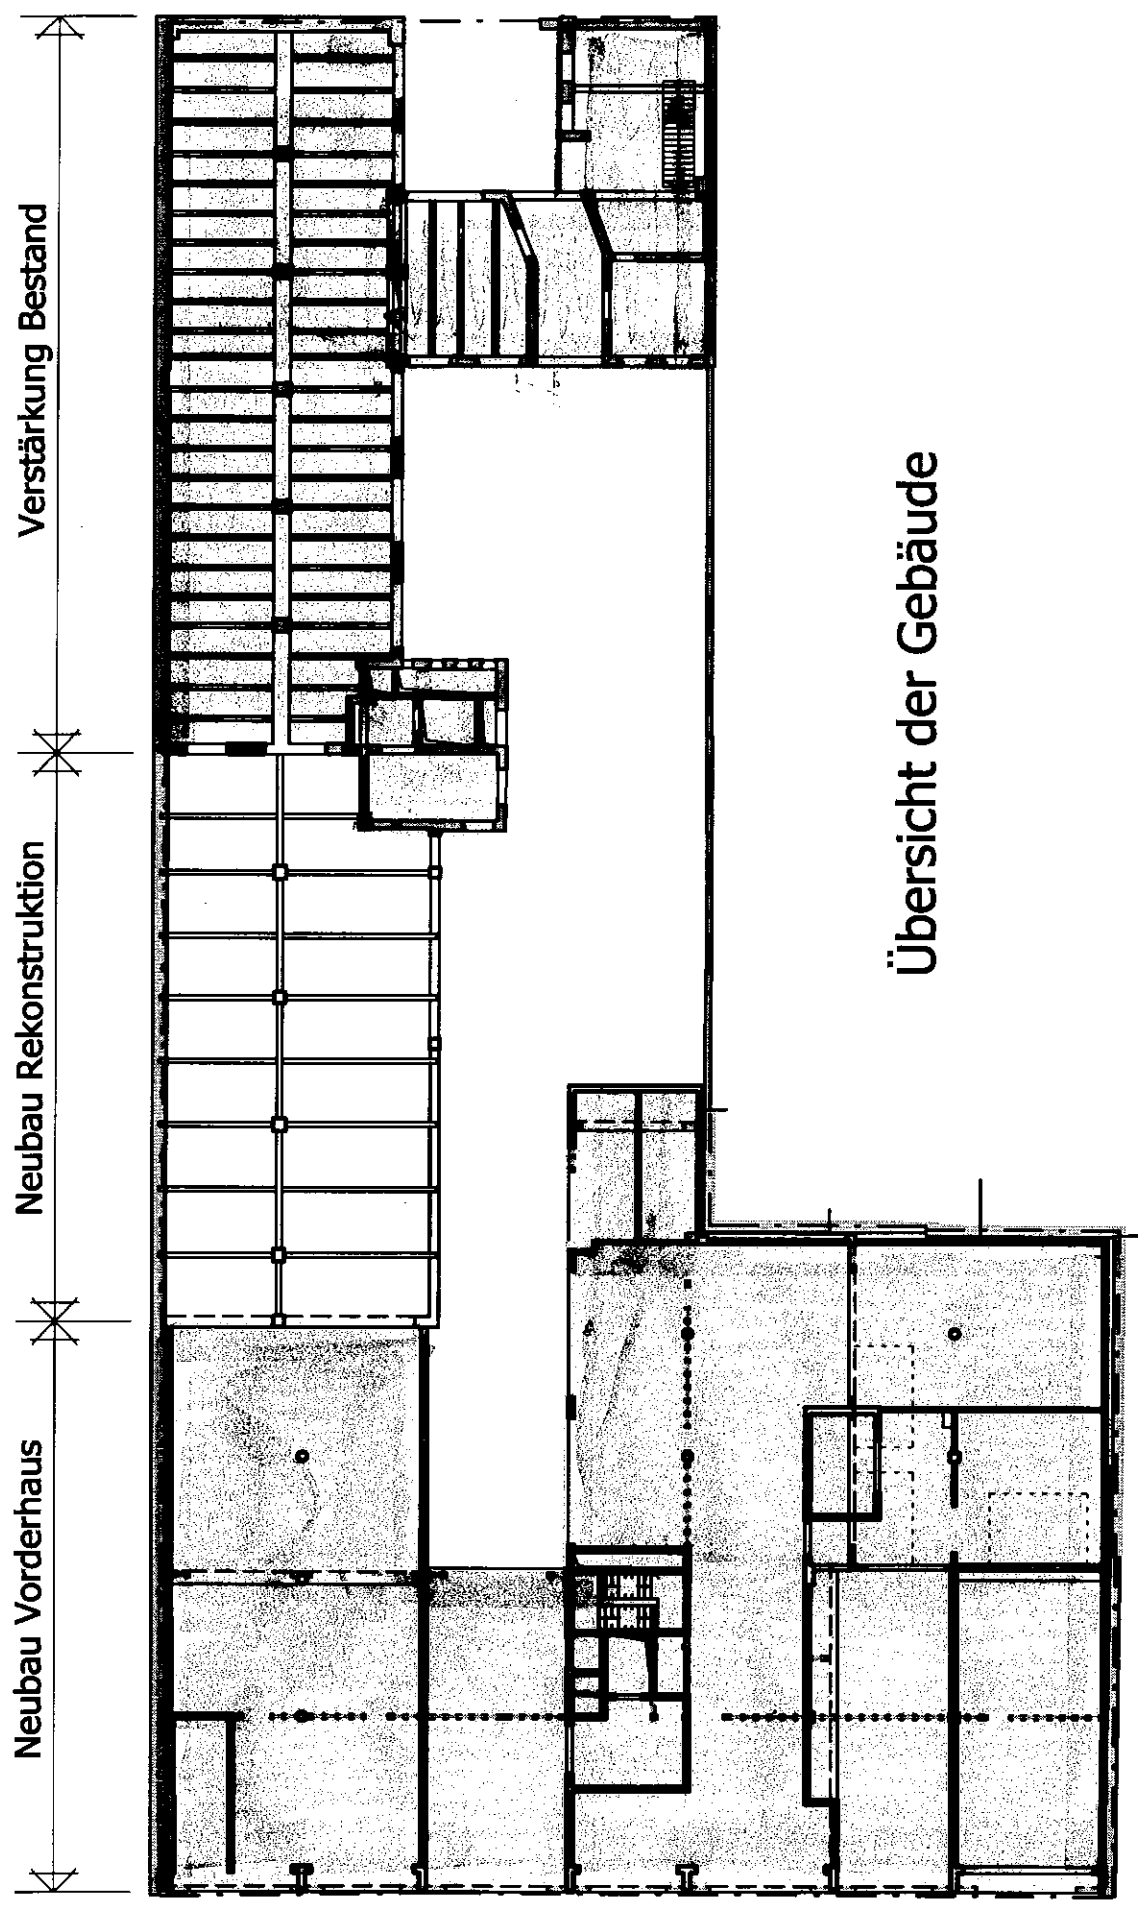 Neubau Vorderhaus
Neubau Rekonstruktion
Verstärkung Bestand
Übersicht der Gebäude